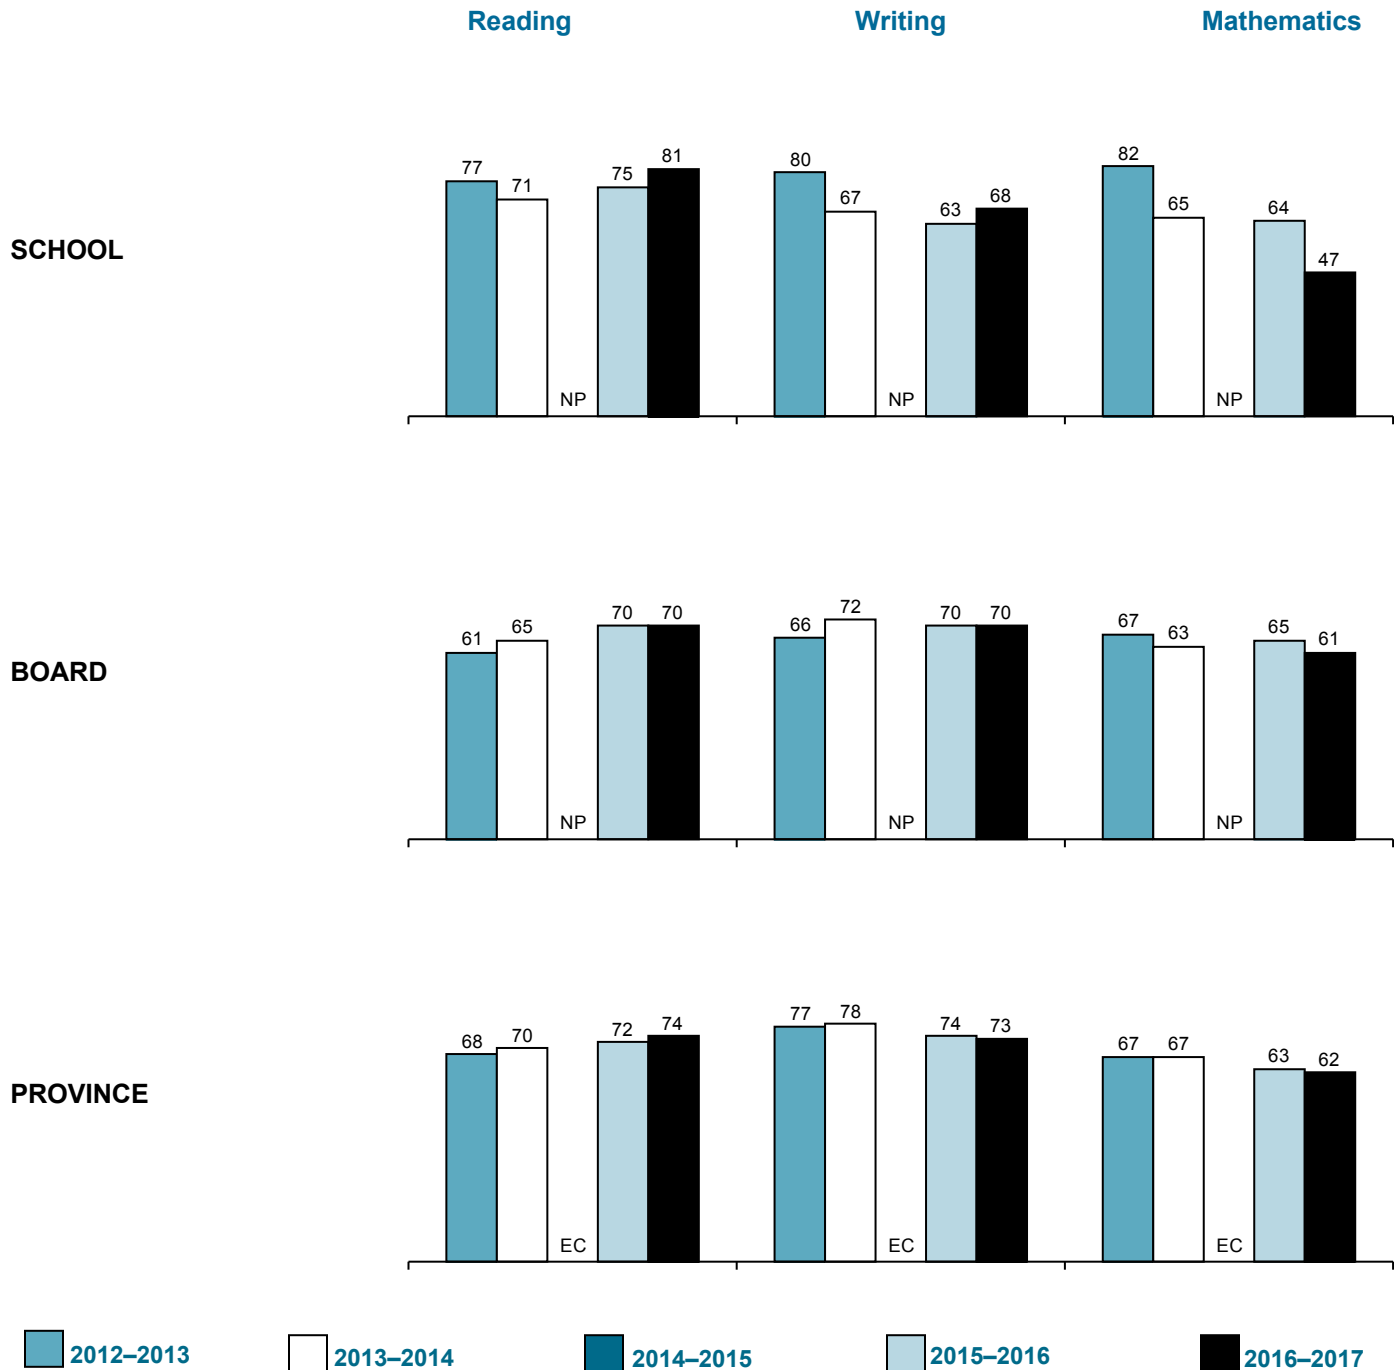 Reading Writing Mathematics
SCHOOL
77 71 NP 75 81 80 67 NP 63 68 82 65 NP 64 47
BOARD
61 65 NP 70 70 66 72 NP 70 70 67 63 NP 65 61
PROVINCE
68 70 EC 72 74 77 78 EC 74 73 67 67 EC 63 62
2012–2013 2013–2014 2014–2015 2015–2016 2016–2017